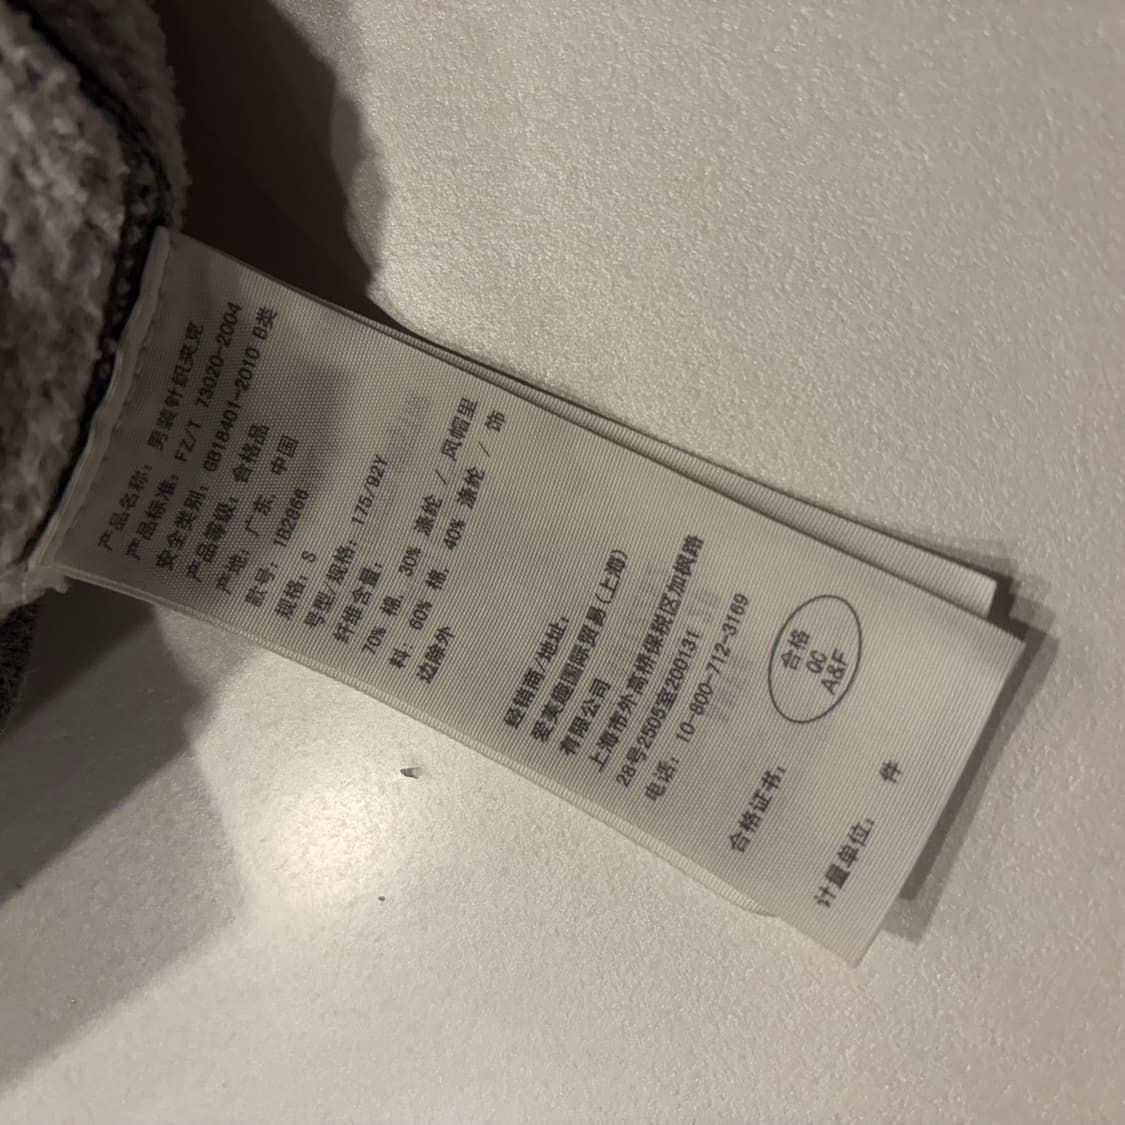 产品名称: 男装针织夹克
产品标准: FZ/T 73020-2004
安全类别: GB18401-2010 B类
产品等级: 合格品
产地: 广东 中国
款号: 1B2866
规格: S
号型/规格: 175/92Y
纤维含量:
70% 棉, 30% 涤纶 / 风帽里
料: 60% 棉, 40% 涤纶 / 饰
边除外
经销商/地址:
有限公司
上海市外高桥保税区加枫路
28号2505室200131
电话: 10-800-712-3169
合格证书:
合格
QC
A&F
计量单位: 件